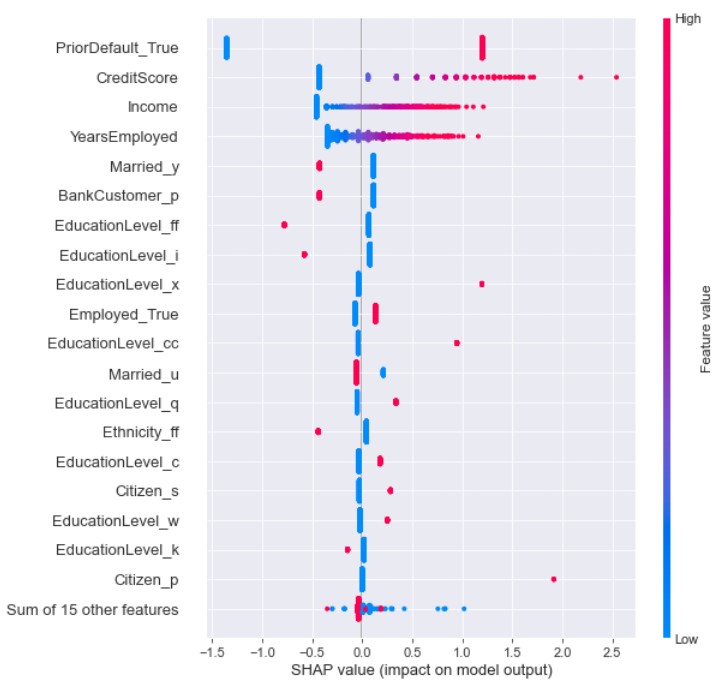 High
PriorDefault_True
CreditScore
Income
YearsEmployed
Married_y
BankCustomer_p
EducationLevel_ff
EducationLevel_i
EducationLevel_x
Employed_True
EducationLevel_cc
Married_u
EducationLevel_q
Ethnicity_ff
EducationLevel_c
Citizen_s
EducationLevel_w
EducationLevel_k
Citizen_p
Sum of 15 other features
Feature value
Low
−1.5 −1.0 −0.5 0.0 0.5 1.0 1.5 2.0 2.5
SHAP value (impact on model output)